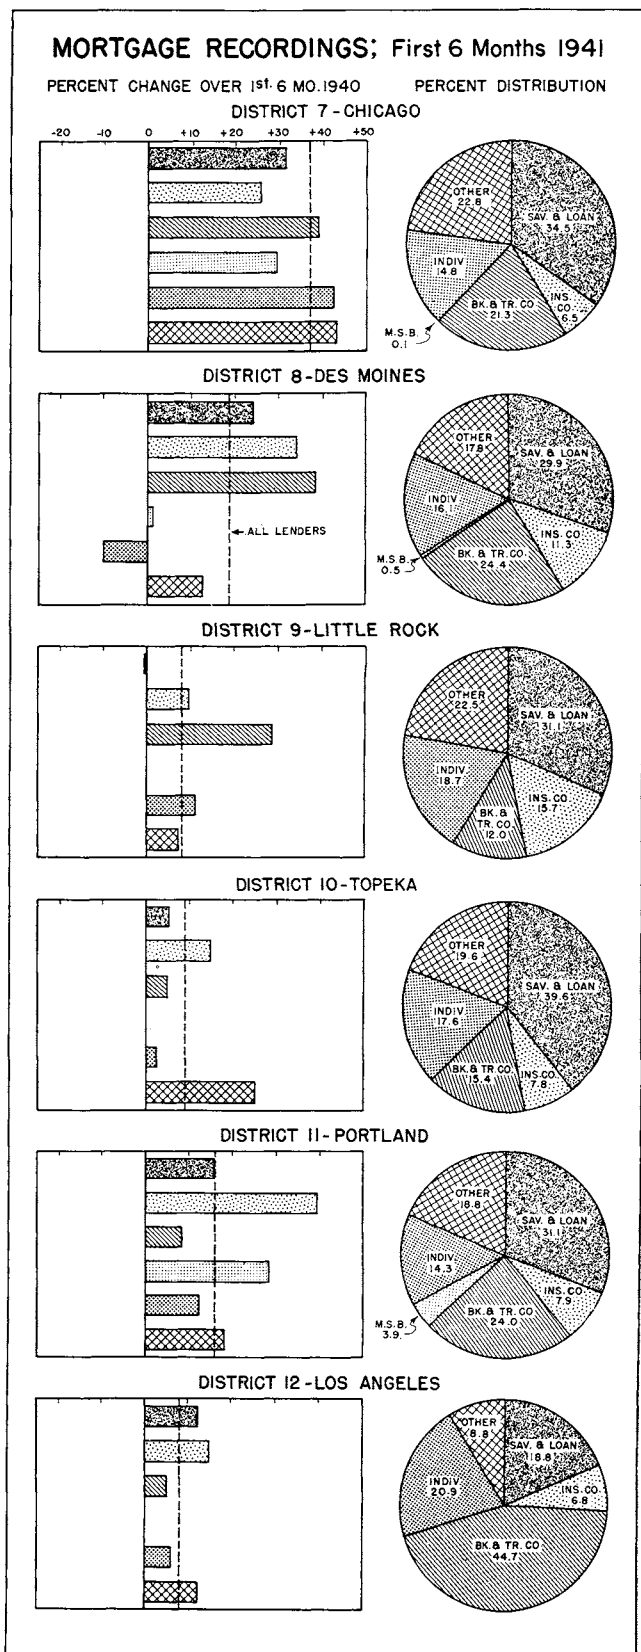 MORTGAGE RECORDINGS; First 6 Months 1941
PERCENT CHANGE OVER 1st. 6 MO. 1940
PERCENT DISTRIBUTION
DISTRICT 7-CHICAGO
-20 -10 0 +10 +20 +30 +40 +50
OTHER
22.8
SAV. & LOAN
34.5
INDIV.
14.8
BK. & TR. CO.
21.3
INS.
CO.
6.5
M.S.B.
0.1
DISTRICT 8-DES MOINES
ALL LENDERS
OTHER
17.8
SAV. & LOAN
29.9
INDIV.
16.1
INS. CO.
11.3
M.S.B.
0.5
BK. & TR. CO.
24.4
DISTRICT 9-LITTLE ROCK
OTHER
22.5
SAV. & LOAN
31.1
INDIV.
18.7
INS. CO.
15.7
BK. &
TR. CO.
12.0
DISTRICT 10-TOPEKA
OTHER
19.6
SAV. & LOAN
39.6
INDIV.
17.6
BK. & TR. CO.
15.4
INS. CO.
7.8
DISTRICT 11-PORTLAND
OTHER
18.8
SAV. & LOAN
31.1
INDIV.
14.3
INS. CO.
7.9
BK. & TR. CO.
24.0
M.S.B.
3.9.
DISTRICT 12-LOS ANGELES
OTHER
8.8
SAV. & LOAN
18.8
INDIV.
20.9
INS. CO.
6.8
BK. & TR. CO.
44.7